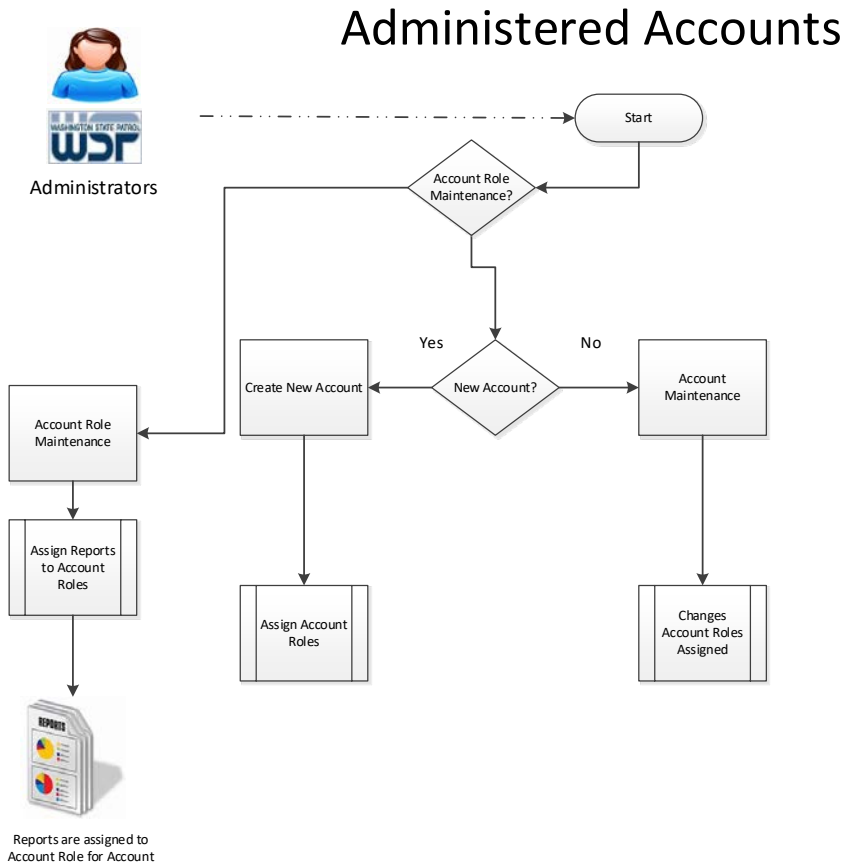 Administered Accounts
WASHINGTON STATE PATROL
WSP
Administrators
Start
Account Role
Maintenance?
Yes
No
Create New Account
New Account?
Account
Maintenance
Account Role
Maintenance
Assign Reports
to Account
Roles
Assign Account
Roles
Changes
Account Roles
Assigned
REPORTS
Reports are assigned to
Account Role for Account